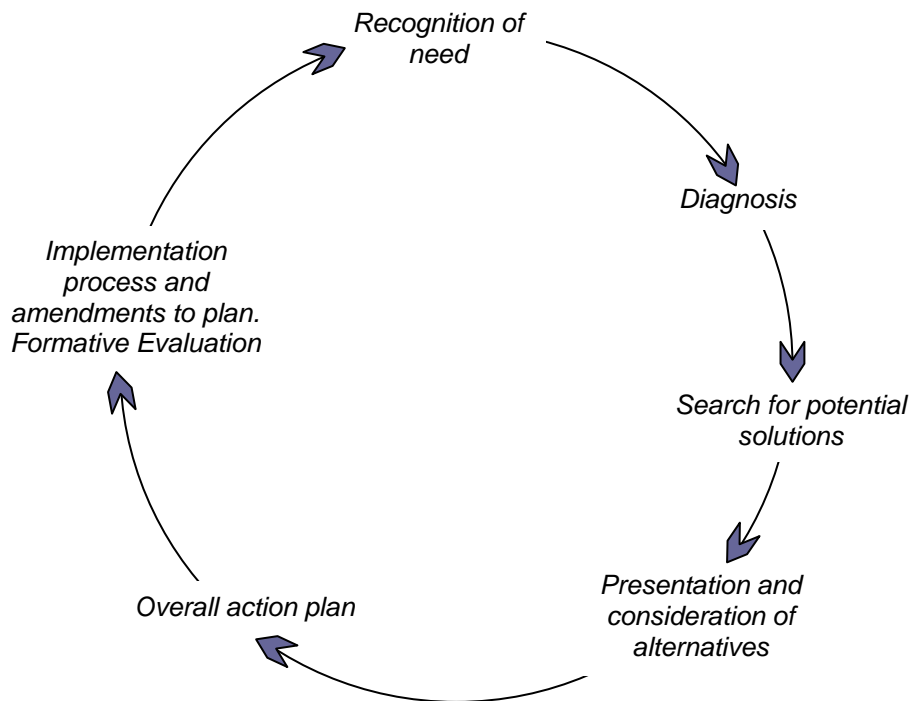 Recognition of
need
Diagnosis
Search for potential
solutions
Presentation and
consideration of
alternatives
Overall action plan
Implementation
process and
amendments to plan.
Formative Evaluation